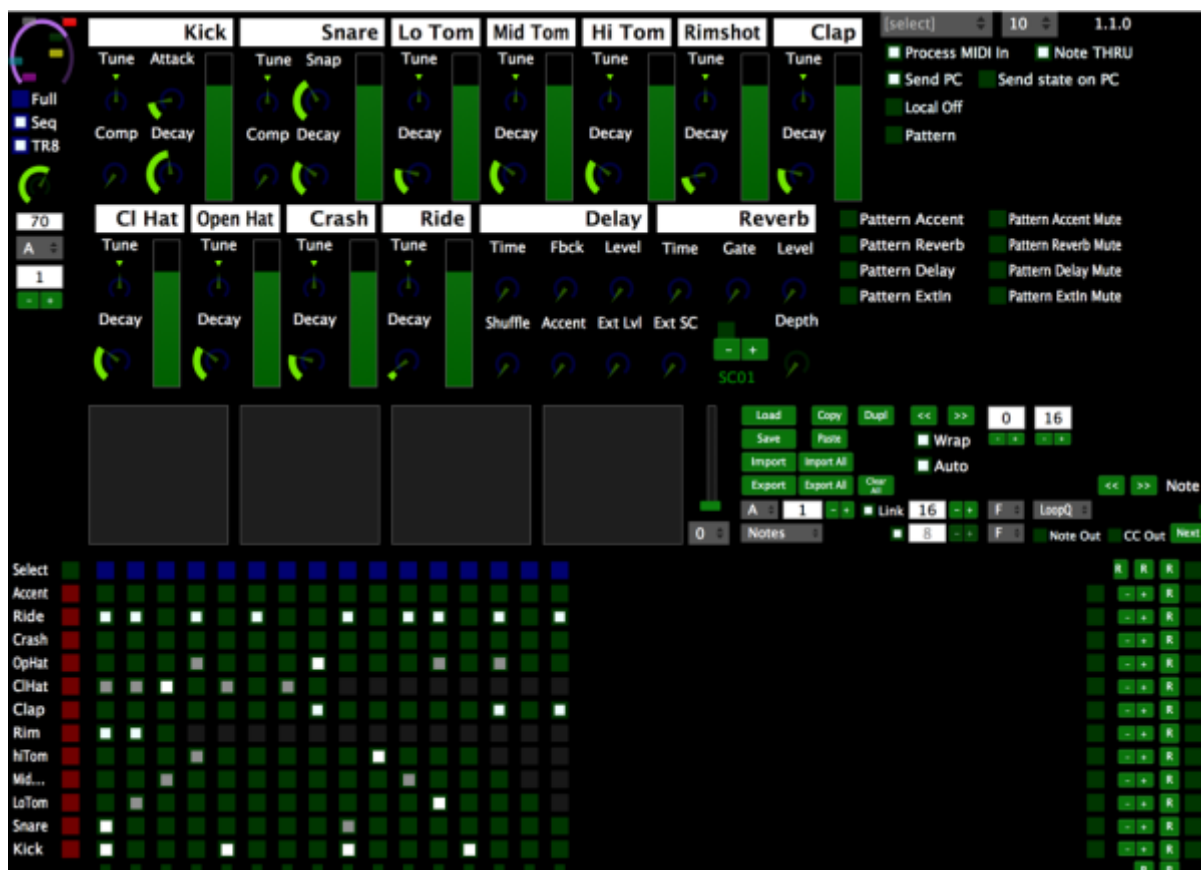 Kick Snare Lo Tom Mid Tom Hi Tom Rimshot Clap [select] 10 1.1.0
Tune Attack Tune Snap Tune Tune Tune Tune Tune Process MIDI In Note THRU
Send PC Send state on PC
Full Local Off
Seq Comp Decay Comp Decay Decay Decay Decay Decay Decay Pattern
TR8
70 Cl Hat Open Hat Crash Ride Delay Reverb Pattern Accent Pattern Accent Mute
A Tune Tune Tune Tune Time Fbck Level Time Gate Level Pattern Reverb Pattern Reverb Mute
1 Pattern Delay Pattern Delay Mute
- + Pattern ExtIn Pattern ExtIn Mute
Decay Decay Decay Decay Shuffle Accent Ext Lvl Ext SC Depth
- +
SC01
Load Copy Dupl << >> 0 16
Save Paste Wrap - + - +
Import Import All Auto
Export Export All Clear All << >> Note
A 1 - + Link 16 - + F LoopQ
0 Notes 8 - + F Note Out CC Out Next
Select R R R
Accent - + R
Ride - + R
Crash - + R
OpHat - + R
ClHat - + R
Clap - + R
Rim - + R
hiTom - + R
Mid... - + R
LoTom - + R
Snare - + R
Kick - + R
R R